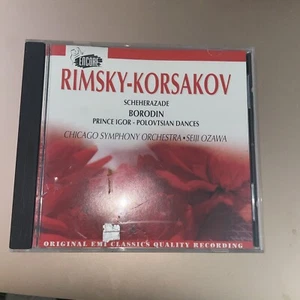 ENCORE
RIMSKY-KORSAKOV
SCHEHERAZADE
BORODIN
PRINCE IGOR - POLOVTSIAN DANCES
CHICAGO SYMPHONY ORCHESTRA • SEIJI OZAWA
ORIGINAL EMI CLASSICS QUALITY RECORDING